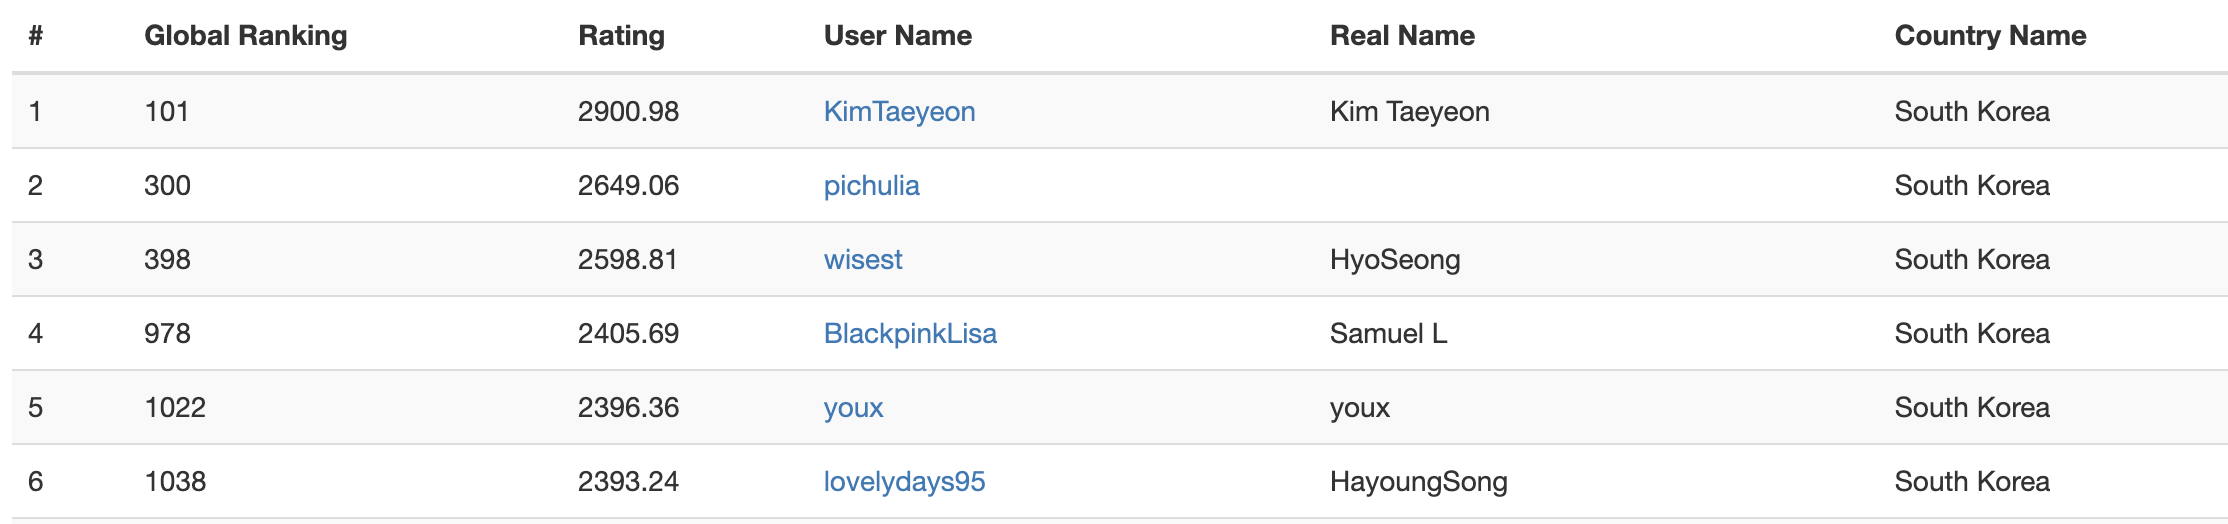 # Global Ranking Rating User Name Real Name Country Name
1 101 2900.98 KimTaeyeon Kim Taeyeon South Korea
2 300 2649.06 pichulia South Korea
3 398 2598.81 wisest HyoSeong South Korea
4 978 2405.69 BlackpinkLisa Samuel L South Korea
5 1022 2396.36 youx youx South Korea
6 1038 2393.24 lovelydays95 HayoungSong South Korea